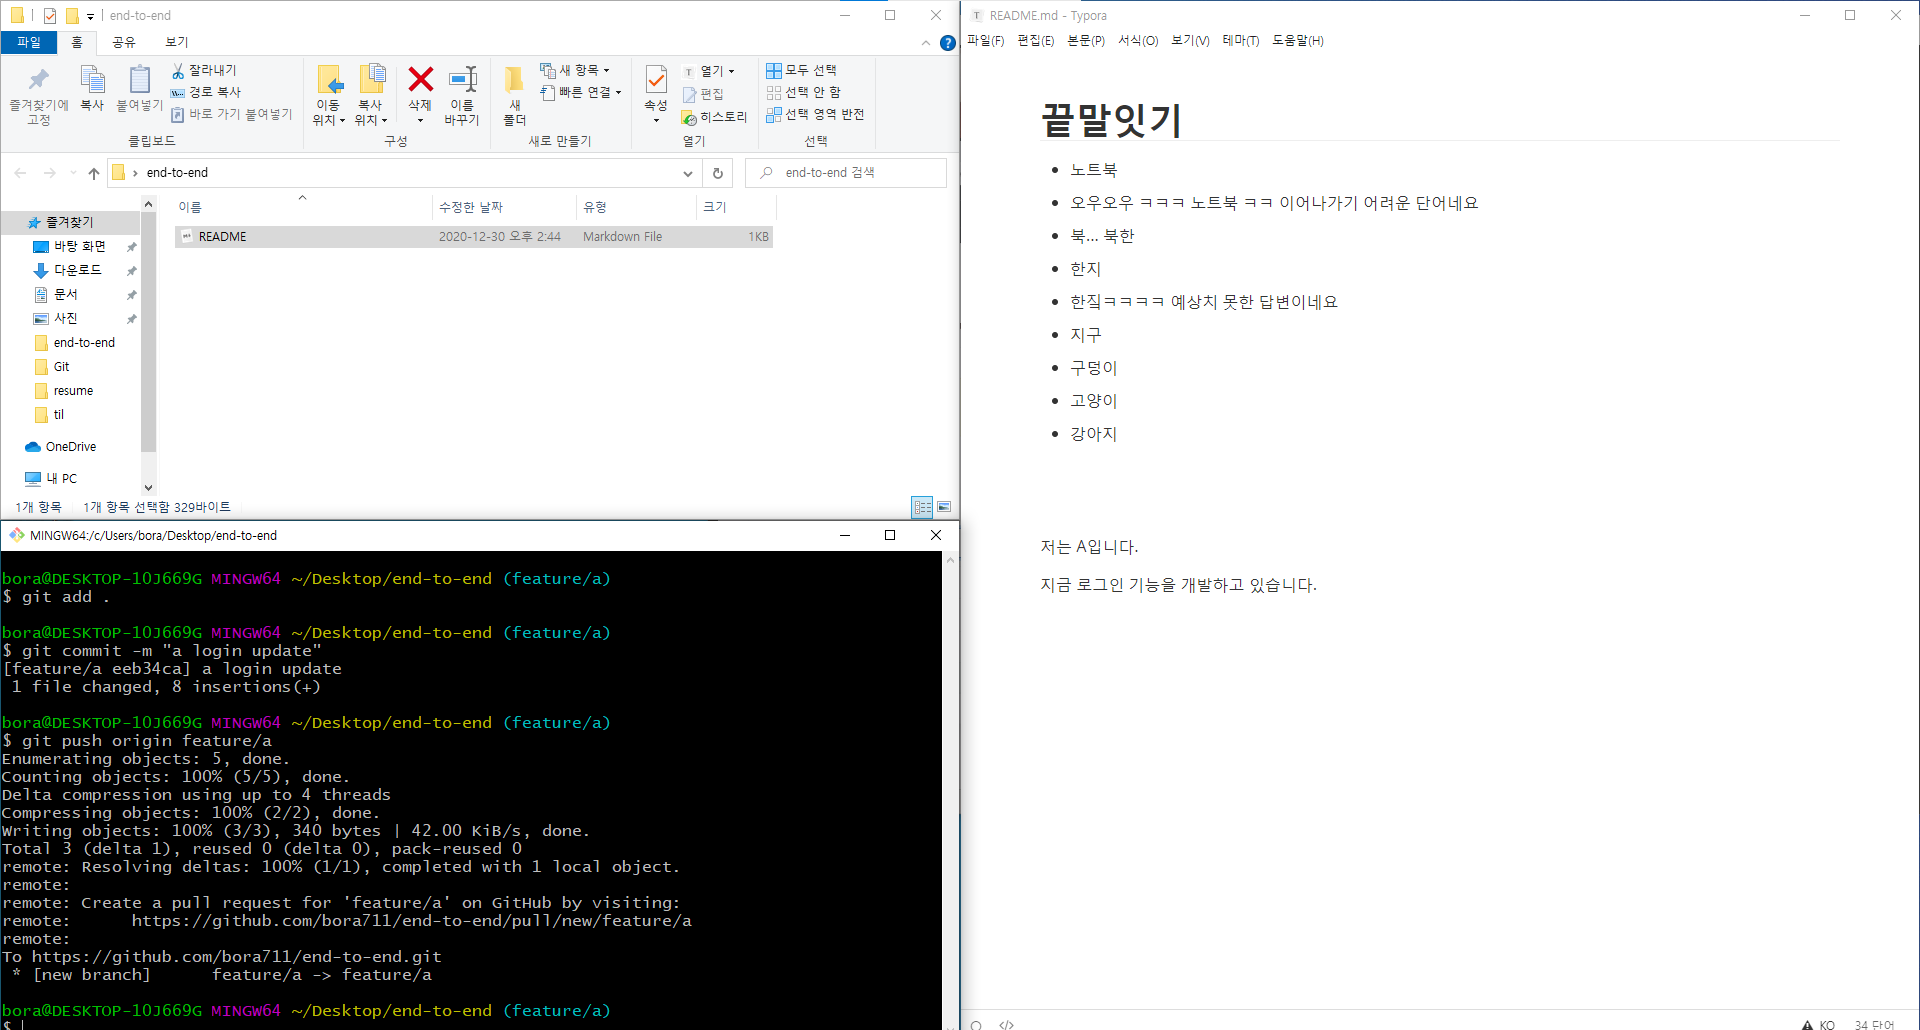 end-to-end
파일 홈 공유 보기
즐겨찾기에 고정
복사
붙여넣기
잘라내기
경로 복사
바로 가기 붙여넣기
클립보드
이동 위치
복사 위치
삭제
이름 바꾸기
구성
새 폴더
새 항목
빠른 연결
새로 만들기
속성
열기
편집
히스토리
열기
모두 선택
선택 안 함
선택 영역 반전
선택
end-to-end
end-to-end 검색
즐겨찾기
바탕 화면
다운로드
문서
사진
end-to-end
Git
resume
til
OneDrive
내 PC
이름 수정한 날짜 유형 크기
README 2020-12-30 오후 2:44 Markdown File 1KB
1개 항목 1개 항목 선택함 329바이트
MINGW64:/c/Users/bora/Desktop/end-to-end
bora@DESKTOP-1OJ669G MINGW64 ~/Desktop/end-to-end (feature/a)
$ git add .
bora@DESKTOP-1OJ669G MINGW64 ~/Desktop/end-to-end (feature/a)
$ git commit -m "a login update"
[feature/a eeb34ca] a login update
1 file changed, 8 insertions(+)
bora@DESKTOP-1OJ669G MINGW64 ~/Desktop/end-to-end (feature/a)
$ git push origin feature/a
Enumerating objects: 5, done.
Counting objects: 100% (5/5), done.
Delta compression using up to 4 threads
Compressing objects: 100% (2/2), done.
Writing objects: 100% (3/3), 340 bytes | 42.00 KiB/s, done.
Total 3 (delta 1), reused 0 (delta 0), pack-reused 0
remote: Resolving deltas: 100% (1/1), completed with 1 local object.
remote:
remote: Create a pull request for 'feature/a' on GitHub by visiting:
remote:      https://github.com/bora711/end-to-end/pull/new/feature/a
remote:
To https://github.com/bora711/end-to-end.git
* [new branch]      feature/a -> feature/a
bora@DESKTOP-1OJ669G MINGW64 ~/Desktop/end-to-end (feature/a)
$
README.md - Typora
파일(F) 편집(E) 본문(P) 서식(O) 보기(V) 테마(T) 도움말(H)
끝말잇기
노트북
오우오우 ㅋㅋㅋ 노트북 ㅋㅋ 이어나가기 어려운 단어네요
북... 북한
한지
한짘ㅋㅋㅋㅋ 예상치 못한 답변이네요
지구
구덩이
고양이
강아지
저는 A입니다.
지금 로그인 기능을 개발하고 있습니다.
</> KO 34 단어